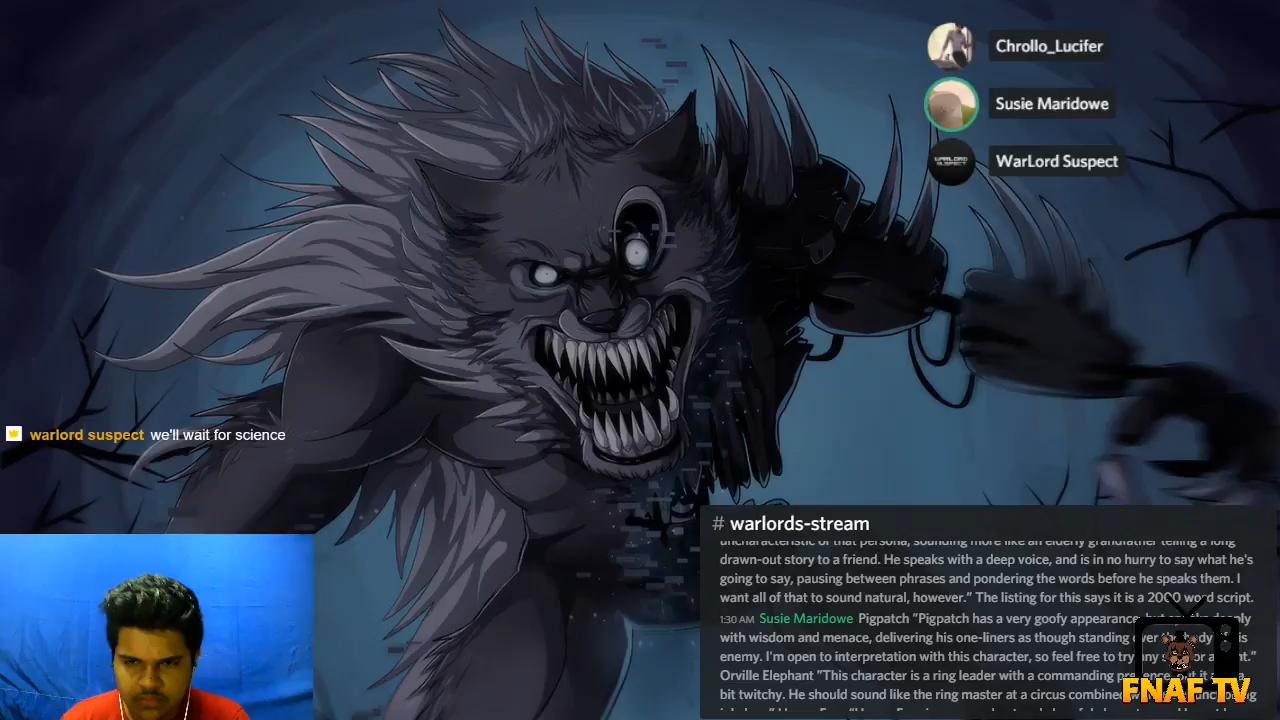 Chrollo_Lucifer
Susie Maridowe
WARLORD
SUSPECT
WarLord Suspect
warlord suspect we'll wait for science
# warlords-stream
uncharacteristic of that persona, sounding more like an elderly grandfather telling a long
drawn-out story to a friend. He speaks with a deep voice, and is in no hurry to say what he's
going to say, pausing between phrases and pondering the words before he speaks them. I
want all of that to sound natural, however.” The listing for this says it is a 2000 word script.
1:30 AM Susie Maridowe Pigpatch “Pigpatch has a very goofy appearance
with wisdom and menace, delivering his one-liners as though standing
enemy. I'm open to interpretation with this character, so feel free to try
Orville Elephant “This character is a ring leader with a commanding
bit twitchy. He should sound like the ring master at a circus combined
FNAF TV